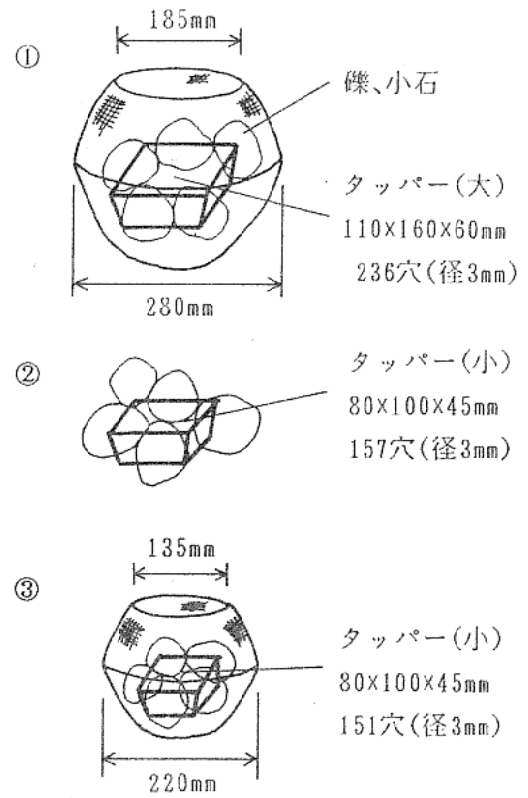 185mm
①
礫、小石
タッパー(大)
110×160×60mm
236穴(径3mm)
280mm
②
タッパー(小)
80×100×45mm
157穴(径3mm)
135mm
③
タッパー(小)
80×100×45mm
151穴(径3mm)
220mm